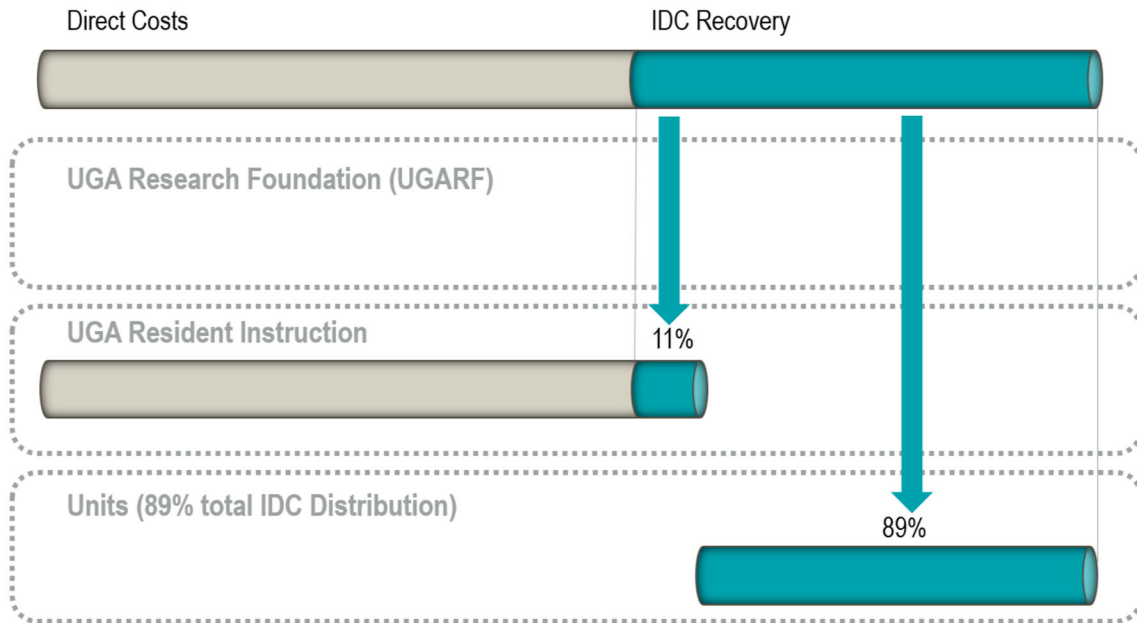 Direct Costs
IDC Recovery
UGA Research Foundation (UGARF)
UGA Resident Instruction
11%
Units (89% total IDC Distribution)
89%